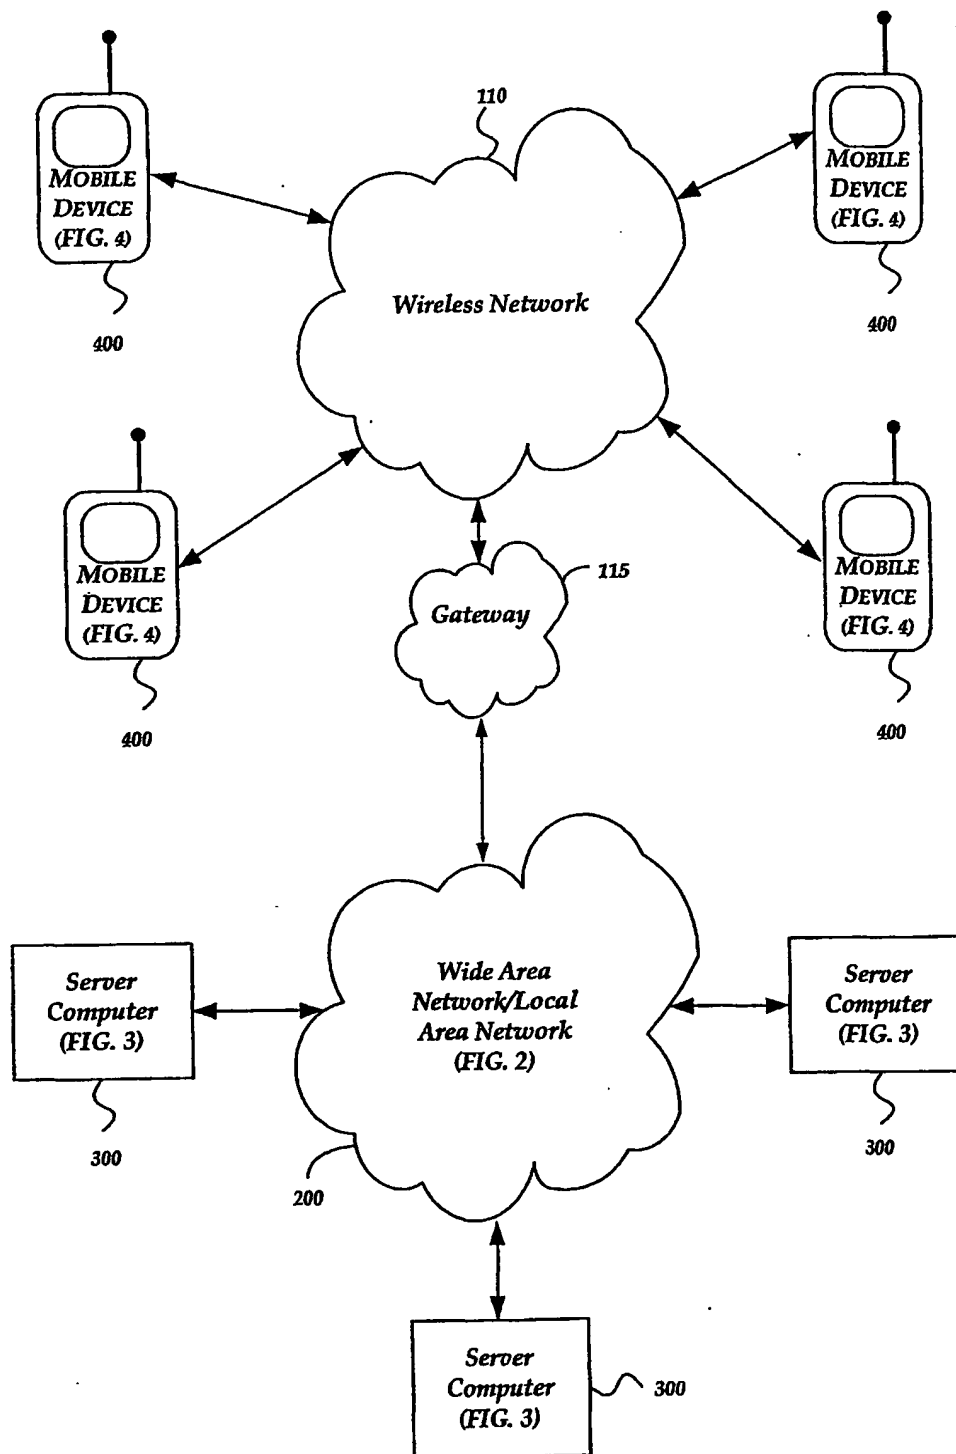 110
MOBILE
DEVICE
(FIG. 4)
400
MOBILE
DEVICE
(FIG. 4)
400
Wireless Network
MOBILE
DEVICE
(FIG. 4)
400
MOBILE
DEVICE
(FIG. 4)
400
115
Gateway
Wide Area
Network/Local
Area Network
(FIG. 2)
200
Server
Computer
(FIG. 3)
300
Server
Computer
(FIG. 3)
300
Server
Computer
(FIG. 3)
300